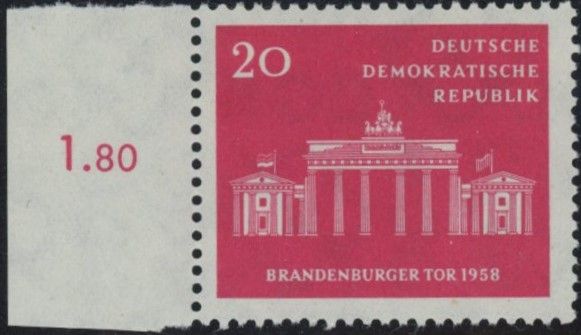 1.80
20
DEUTSCHE
DEMOKRATISCHE
REPUBLIK
BRANDENBURGER TOR 1958